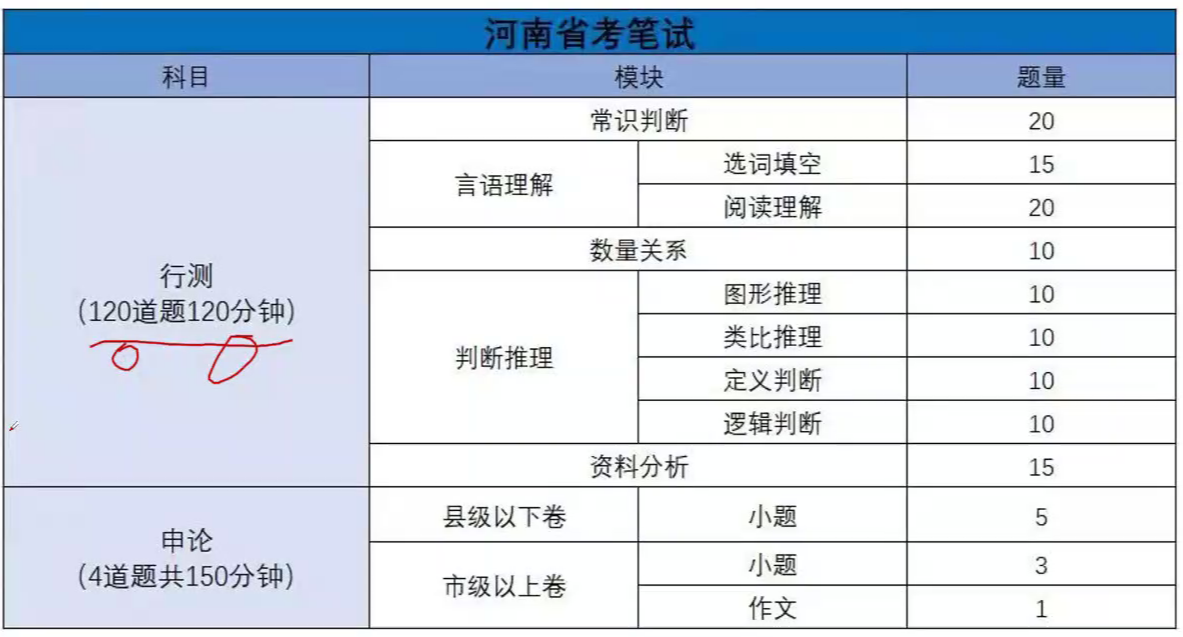 河南省考笔试
科目 模块 题量
常识判断 20
言语理解 选词填空 15
阅读理解 20
数量关系 10
行测
(120道题120分钟)
判断推理 图形推理 10
类比推理 10
定义判断 10
逻辑判断 10
资料分析 15
申论
(4道题共150分钟)
县级以下卷 小题 5
市级以上卷 小题 3
作文 1